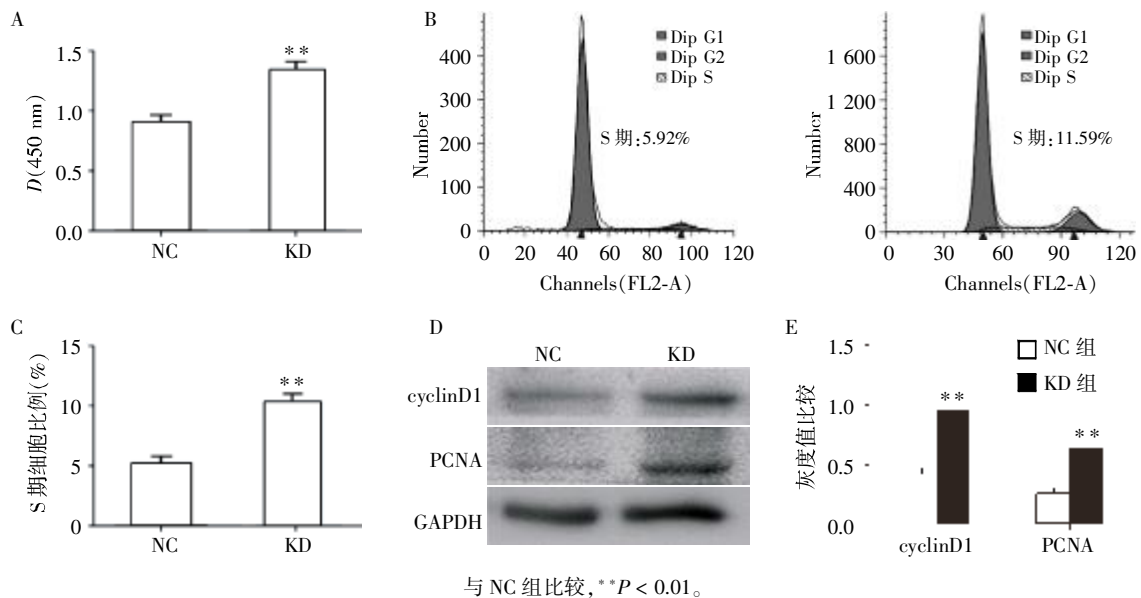 A
1.5
1.0
0.5
0.0
D(450 nm)
**
NC
KD
B
400
300
200
100
0
Number
Dip G1
Dip G2
Dip S
S 期:5.92%
0 20 40 60 80 100 120
Channels(FL2-A)
1 600
1 200
800
400
0
Number
Dip G1
Dip G2
Dip S
S 期:11.59%
0 30 60 90 120
Channels(FL2-A)
C
15
10
5
0
S 期细胞比例(%)
**
NC
KD
D
NC KD
cyclinD1
PCNA
GAPDH
E
1.5
1.0
0.5
0.0
灰度值比较
NC 组
KD 组
**
**
cyclinD1
PCNA
与 NC 组比较,**P < 0.01。